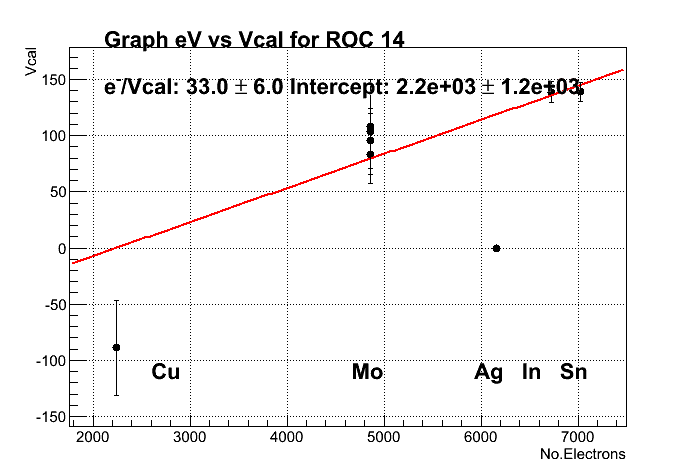 Graph eV vs Vcal for ROC 14
e⁻/Vcal: 33.0 ± 6.0 Intercept: 2.2e+03 ± 1.2e+03
Vcal
150
100
50
0
-50
-100
-150
Cu Mo Ag In Sn
2000 3000 4000 5000 6000 7000
No.Electrons